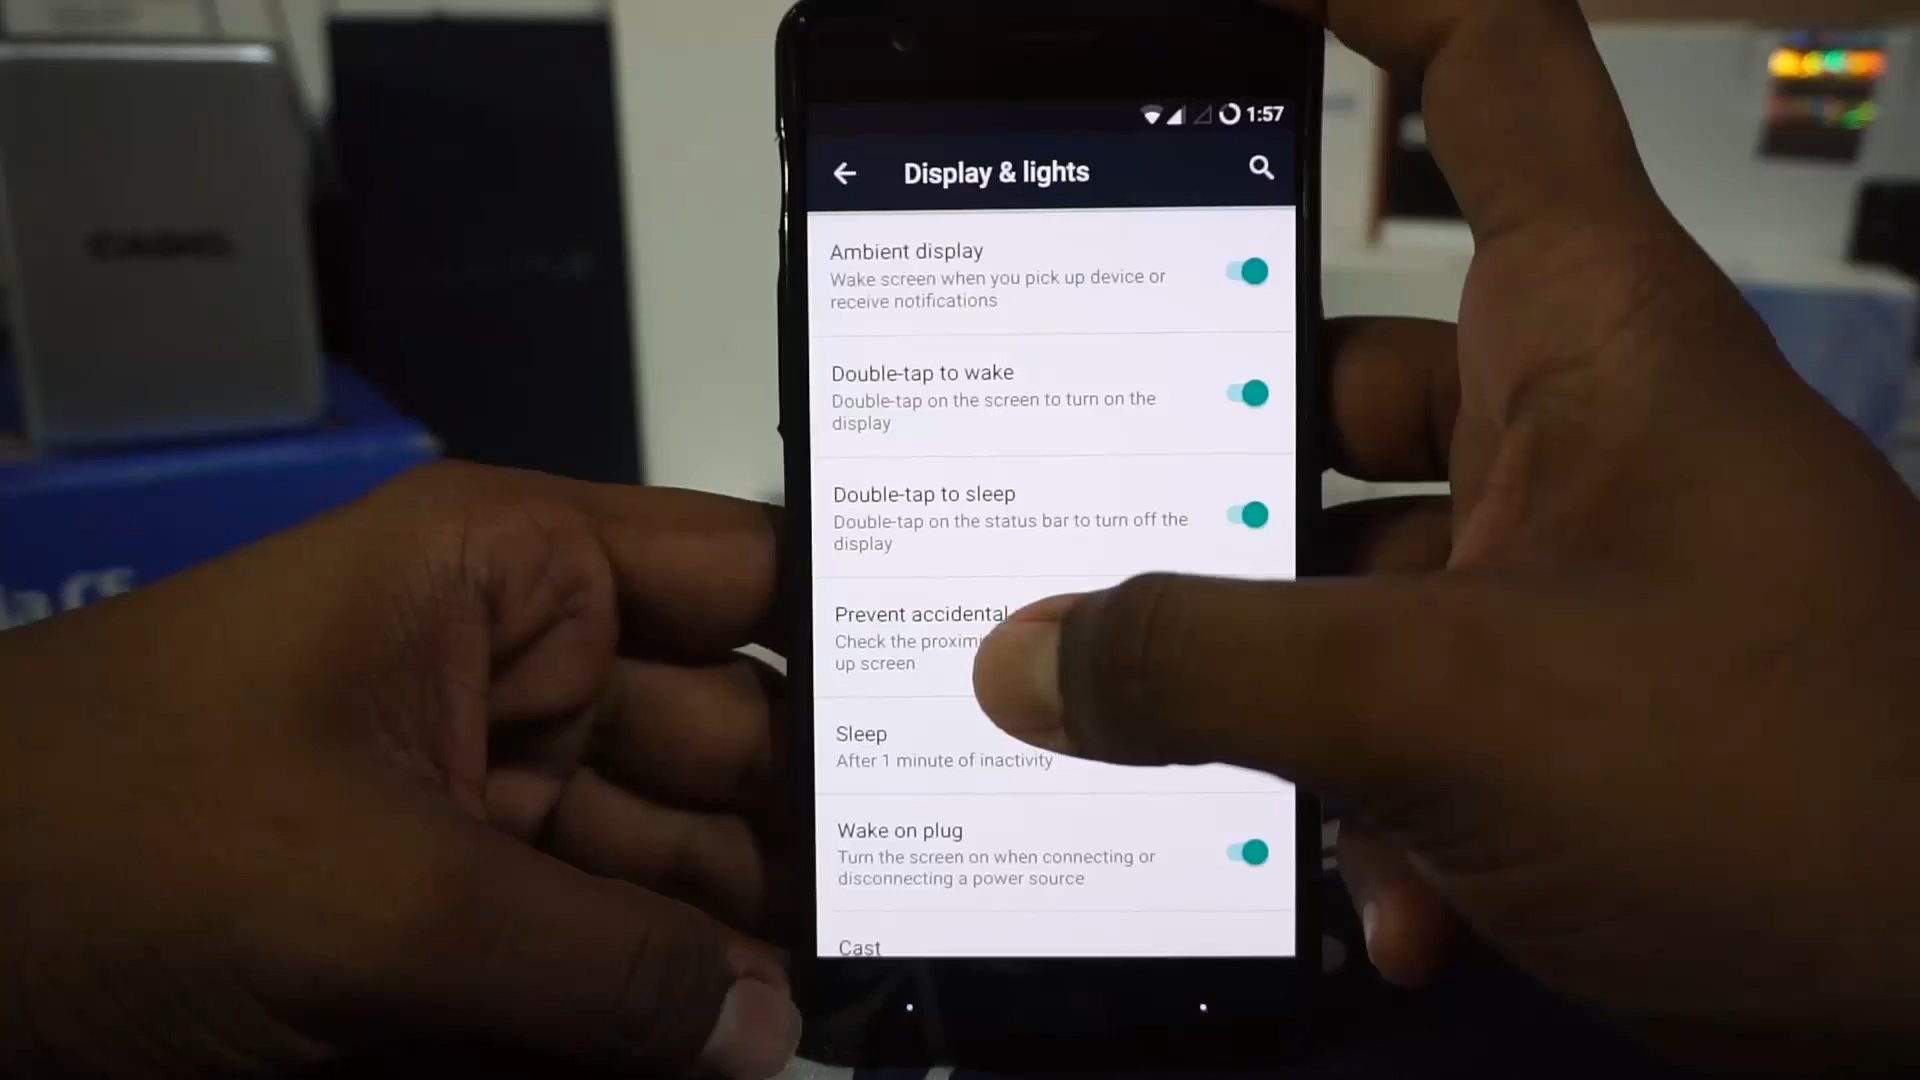 1:57
Display & lights
Ambient display
Wake screen when you pick up device or
receive notifications
Double-tap to wake
Double-tap on the screen to turn on the
display
Double-tap to sleep
Double-tap on the status bar to turn off the
display
Prevent accidental
Check the
up screen
Sleep
After 1 minute of inactivity
Wake on plug
Turn the screen on when connecting or
disconnecting a power source
Cast
CASIO